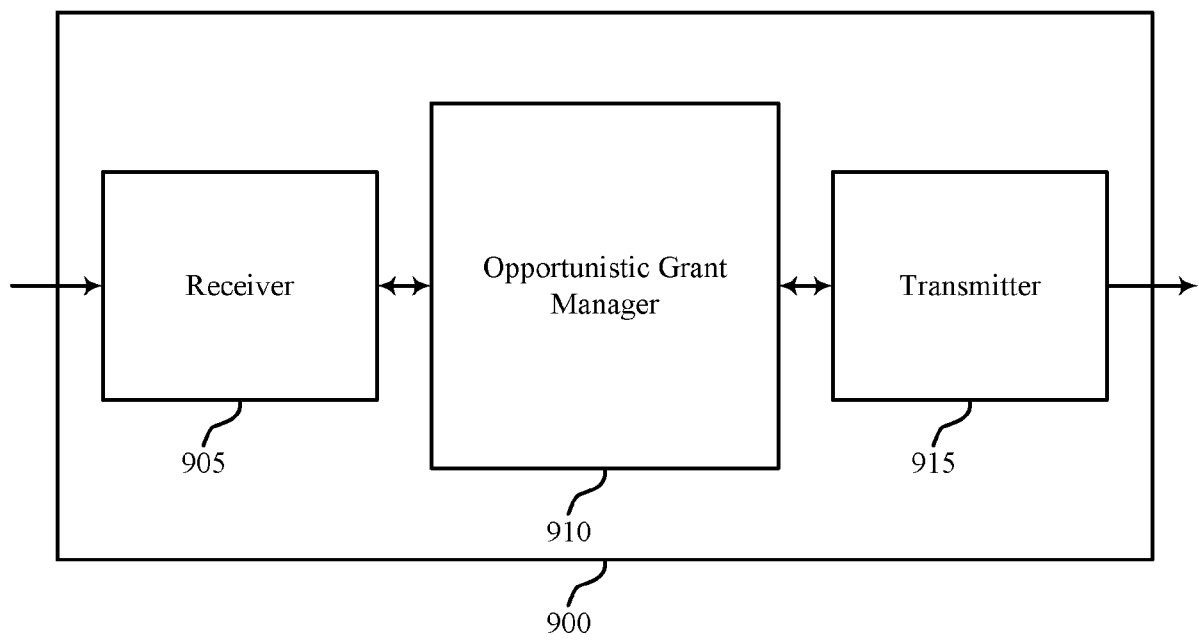 Receiver
Opportunistic Grant
Manager
Transmitter
905
915
910
900